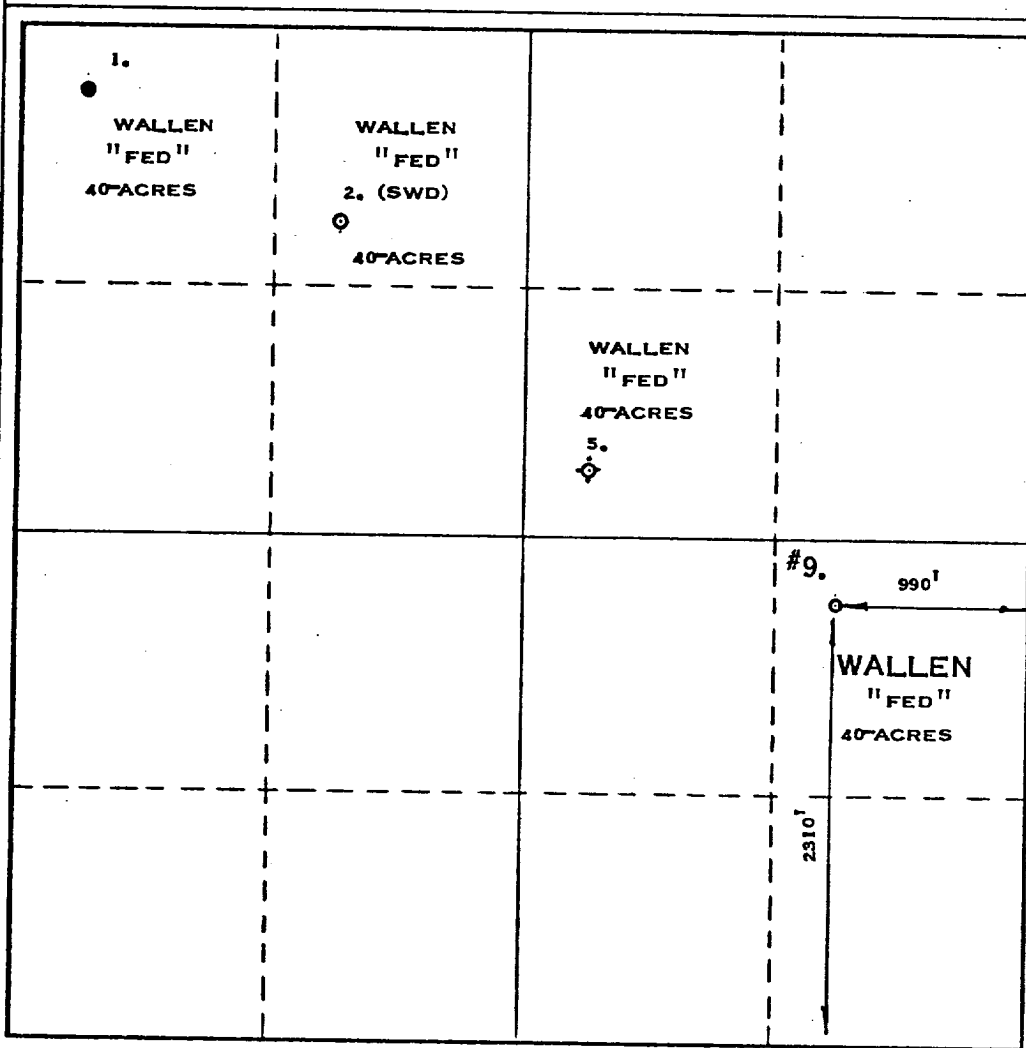 1.
WALLEN
"FED"
40-ACRES
WALLEN
"FED"
2. (SWD)
40-ACRES
WALLEN
"FED"
40-ACRES
5.
#9.
990'
WALLEN
"FED"
40-ACRES
2310'